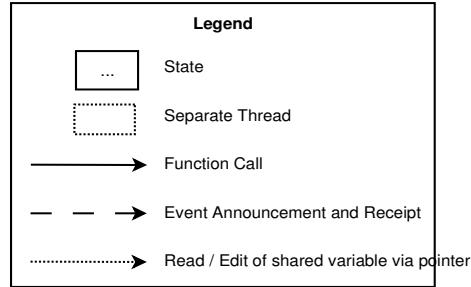 Legend
...
State
Separate Thread
Function Call
Event Announcement and Receipt
Read / Edit of shared variable via pointer